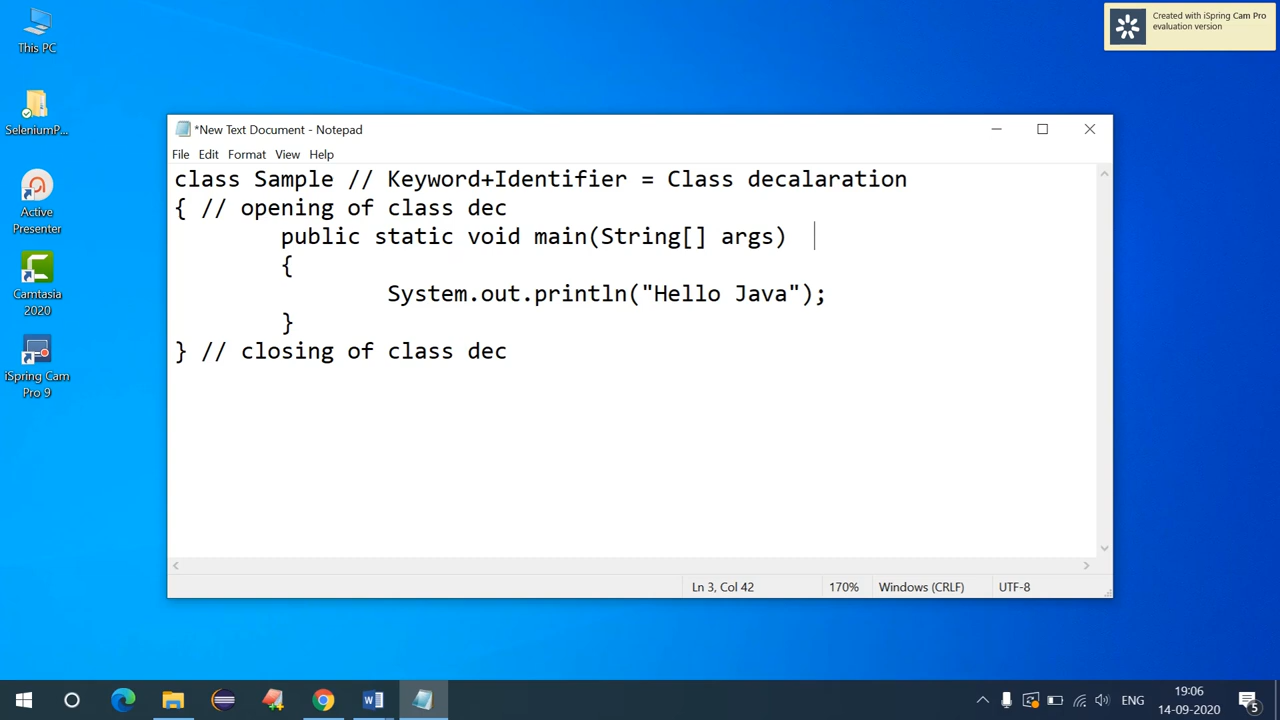 This PC
Created with iSpring Cam Pro
evaluation version
SeleniumP...
*New Text Document - Notepad
File Edit Format View Help
class Sample // Keyword+Identifier = Class decalaration
{ // opening of class dec
public static void main(String[] args)
{
System.out.println("Hello Java");
}
} // closing of class dec
Active
Presenter
Camtasia
2020
iSpring Cam
Pro 9
Ln 3, Col 42 170% Windows (CRLF) UTF-8
ENG
19:06
14-09-2020
5